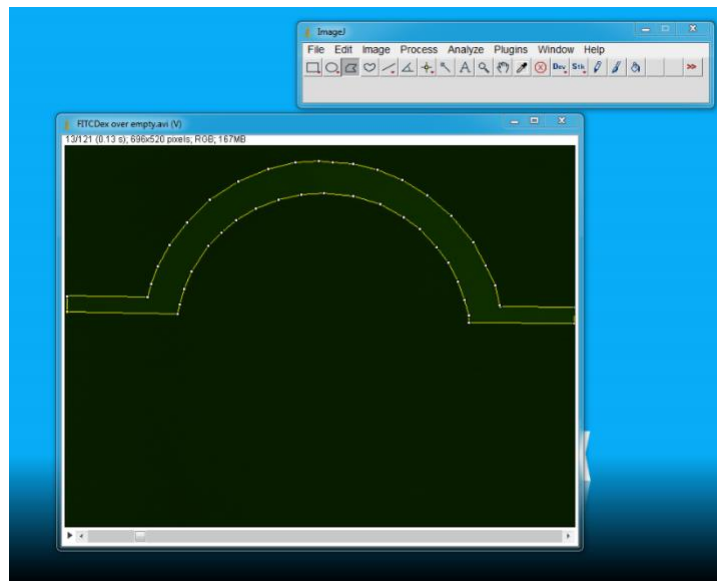 ImageJ
File Edit Image Process Analyze Plugins Window Help
A Dev Stk >>
FITCDex over empty.avi (V)
13/121 (0.13 s); 696x520 pixels; RGB; 167MB